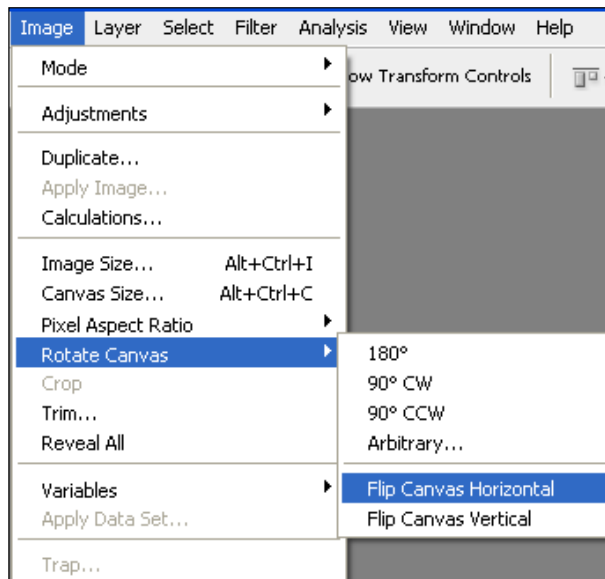 Image Layer Select Filter Analysis View Window Help
Mode
ow Transform Controls
Adjustments
Duplicate...
Apply Image...
Calculations...
Image Size... Alt+Ctrl+I
Canvas Size... Alt+Ctrl+C
Pixel Aspect Ratio
Rotate Canvas
Crop
Trim...
Reveal All
Variables
Apply Data Set...
Trap...
180°
90° CW
90° CCW
Arbitrary...
Flip Canvas Horizontal
Flip Canvas Vertical